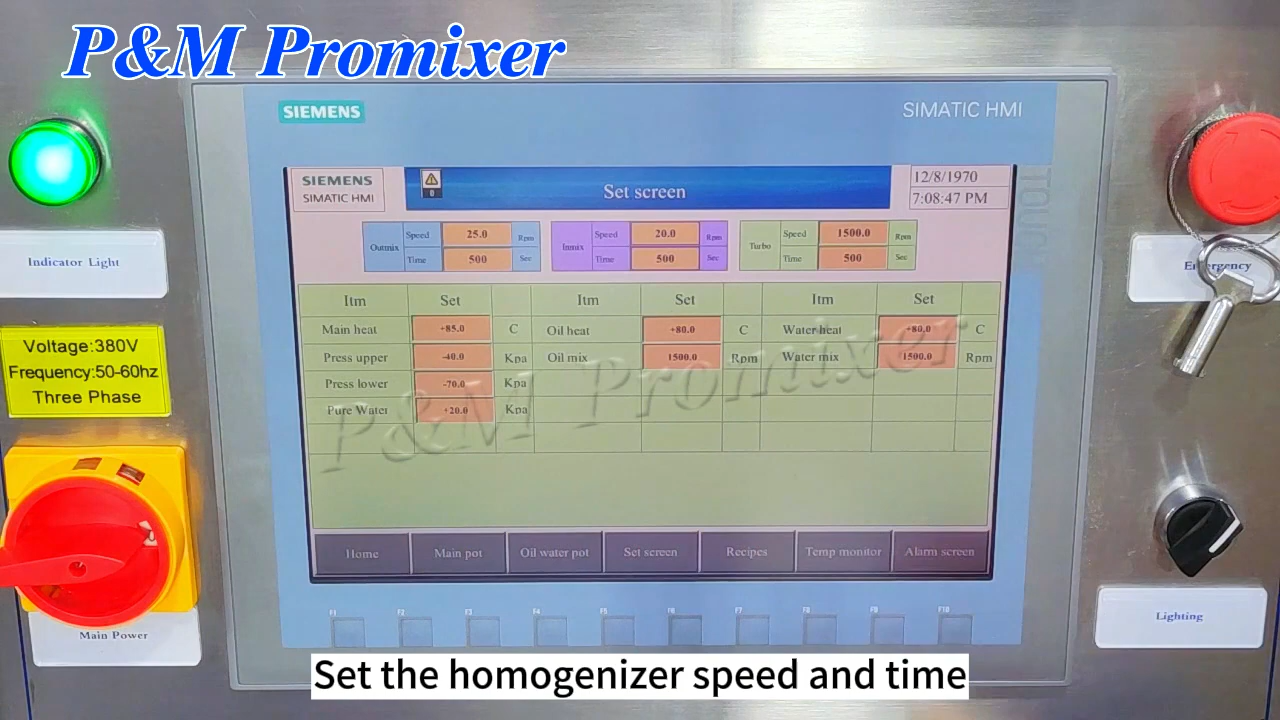 P&M Promixer
SIEMENS
SIMATIC HMI
TOUCH
SIEMENS
SIMATIC HMI
0
Set screen
12/8/1970
7:08:47 PM
Outmix Speed 25.0 Rpm
Time 500 Sec
Inmix Speed 20.0 Rpm
Time 500 Sec
Turbo Speed 1500.0 Rpm
Time 500 Sec
Itm Set Itm Set Itm Set
Main heat +85.0 C Oil heat +80.0 C Water heat +80.0 C
Press upper -40.0 Kpa Oil mix 1500.0 Rpm Water mix 1500.0 Rpm
Press lower -70.0 Kpa
Pure Water +20.0 Kpa
P&M Promixer
Home Main pot Oil water pot Set screen Recipes Temp monitor Alarm screen
F1 F2 F3 F4 F5 F6 F7 F8 F9 F10
Indicator Light
Voltage:380V
Frequency:50-60hz
Three Phase
Main Power
Emergency
Lighting
Set the homogenizer speed and time